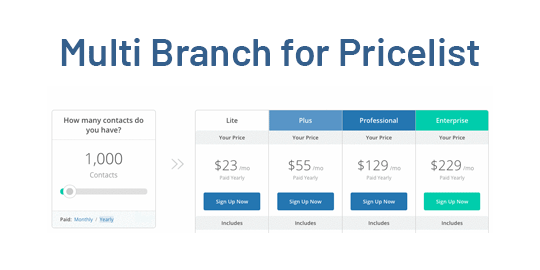 Multi Branch for Pricelist
How many contacts do
you have?
1,000
Contacts
Paid: Monthly / Yearly
Lite Plus Professional Enterprise
Your Price Your Price Your Price Your Price
$23 /mo $55 /mo $129 /mo $229 /mo
Paid Yearly Paid Yearly Paid Yearly Paid Yearly
Sign Up Now Sign Up Now Sign Up Now Sign Up Now
Includes Includes Includes Includes